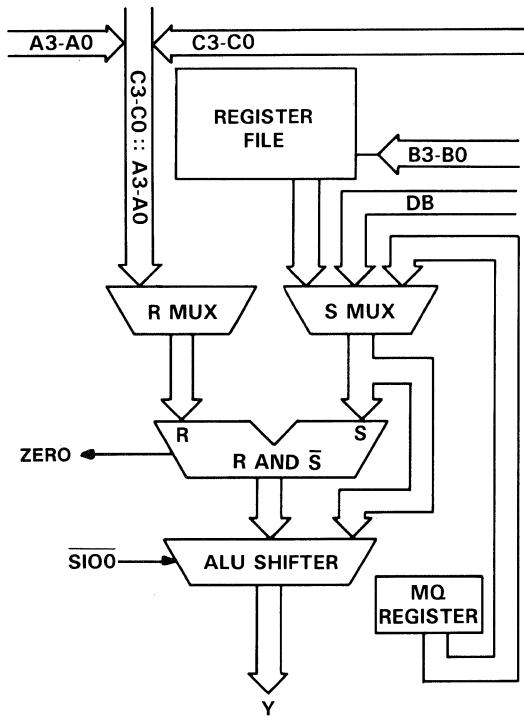 A3-A0
C3-C0
C3-C0 :: A3-A0
REGISTER
FILE
B3-B0
DB
R MUX
S MUX
R
S
ZERO
R AND S̅
S̅I̅O̅0̅
ALU SHIFTER
MQ
REGISTER
Y